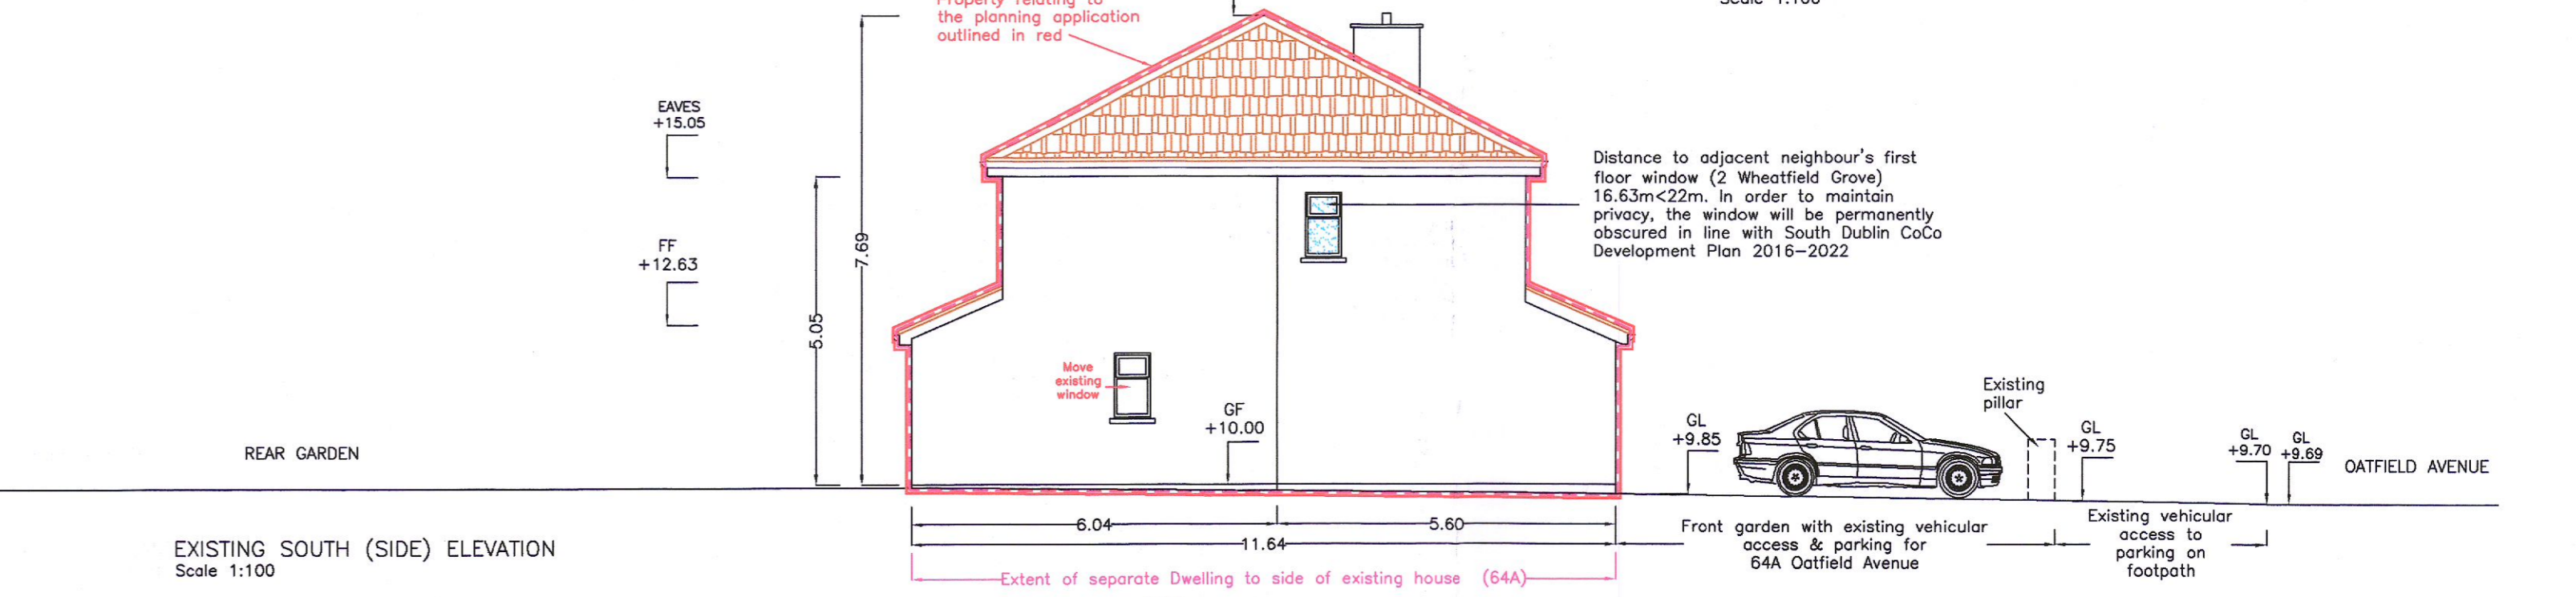 Property relating to
the planning application
outlined in red
Scale 1:100
EAVES
+15.05
FF
+12.63
7.69
5.05
Distance to adjacent neighbour's first
floor window (2 Wheatfield Grove)
16.63m<22m. In order to maintain
privacy, the window will be permanently
obscured in line with South Dublin CoCo
Development Plan 2016-2022
Move
existing
window
GF
+10.00
GL
+9.85
Existing
pillar
GL
+9.75
GL
+9.70
GL
+9.69
OATFIELD AVENUE
REAR GARDEN
6.04
5.60
11.64
Extent of separate Dwelling to side of existing house (64A)
Front garden with existing vehicular
access & parking for
64A Oatfield Avenue
Existing vehicular
access to
parking on
footpath
EXISTING SOUTH (SIDE) ELEVATION
Scale 1:100